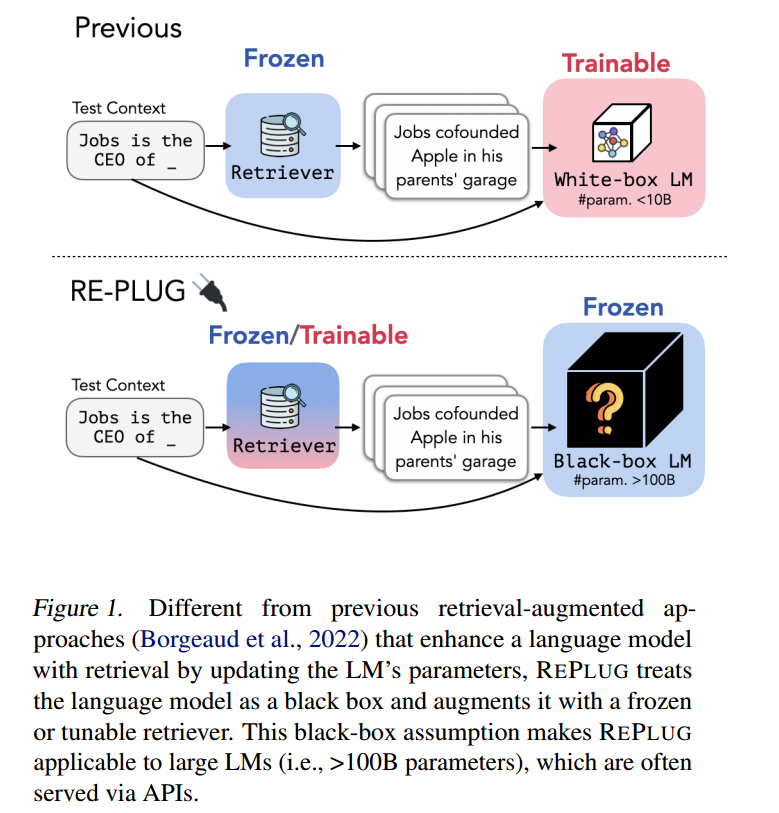 Previous
Frozen
Trainable
Test Context
Jobs is the
CEO of _
Retriever
Jobs cofounded
Apple in his
parents' garage
White-box LM
#param. <10B
RE-PLUG
Frozen
Frozen/Trainable
Test Context
Jobs is the
CEO of _
Retriever
Jobs cofounded
Apple in his
parents' garage
?
Black-box LM
#param. >100B
Figure 1. Different from previous retrieval-augmented ap-
proaches (Borgeaud et al., 2022) that enhance a language model
with retrieval by updating the LM's parameters, REPLUG treats
the language model as a black box and augments it with a frozen
or tunable retriever. This black-box assumption makes REPLUG
applicable to large LMs (i.e., >100B parameters), which are often
served via APIs.